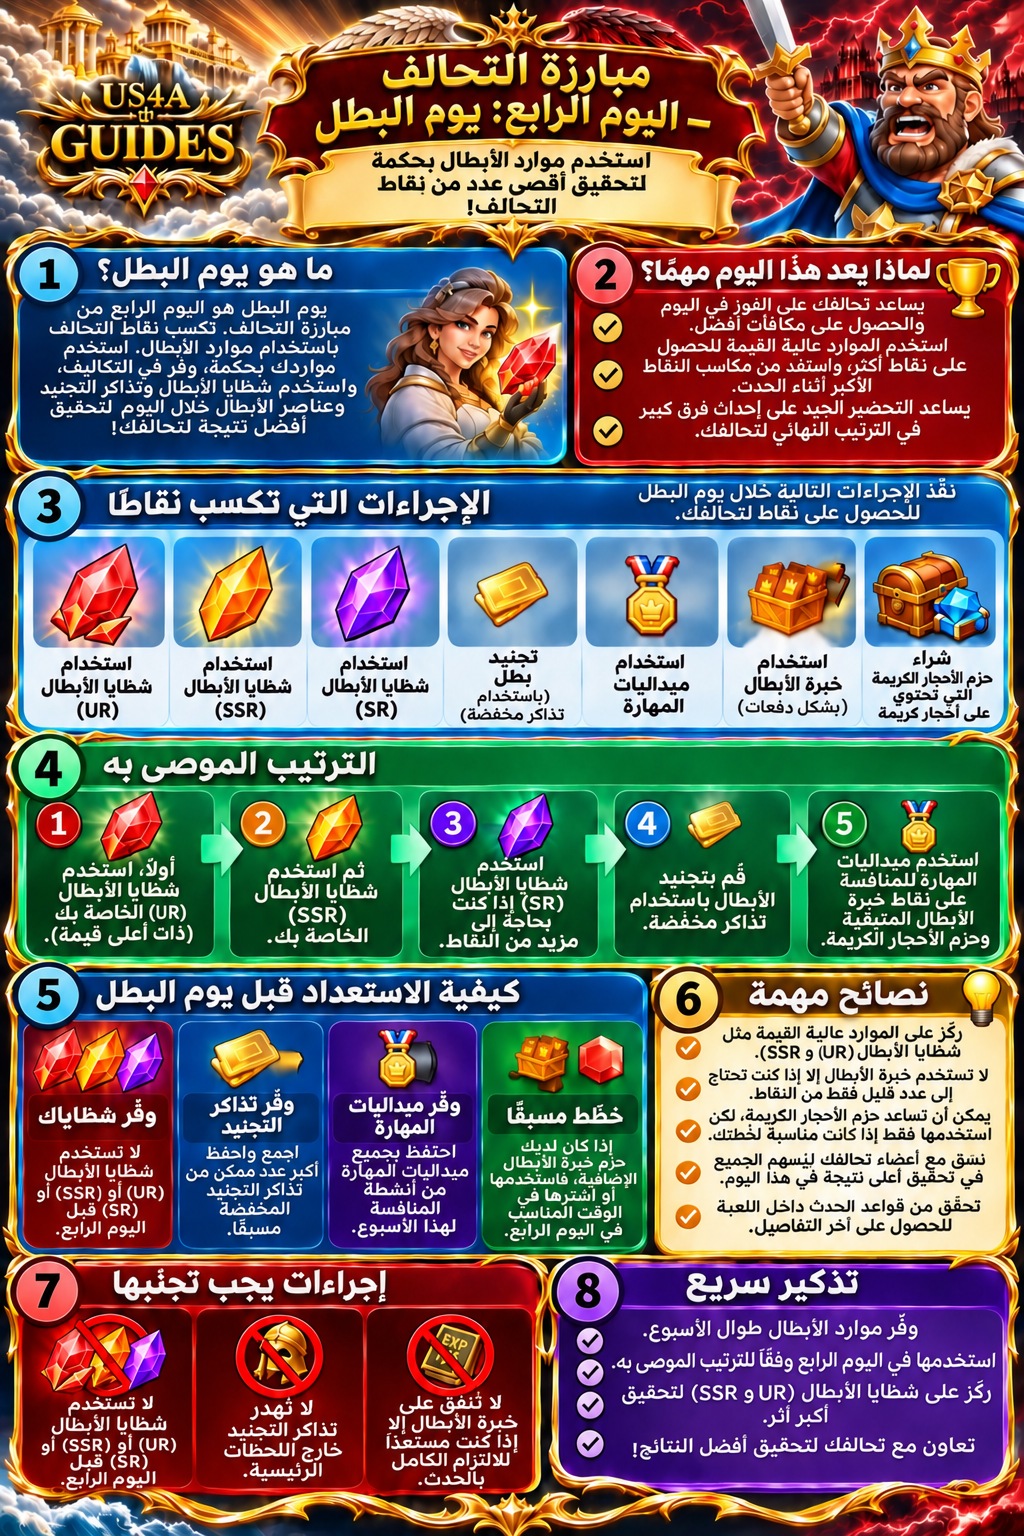 US4A
th
GUIDES
مبارزة التحالف
– اليوم الرابع: يوم البطل
استخدم موارد الأبطال بحكمة
لتحقيق أقصى عدد من نقاط
التحالف!
1
ما هو يوم البطل؟
يوم البطل هو اليوم الرابع من
مبارزة التحالف. تكسب نقاط التحالف
باستخدام موارد الأبطال. استخدم
مواردك بحكمة، وفر في التكاليف،
واستخدم شظايا الأبطال وتذاكر التجنيد
وعناصر الأبطال خلال اليوم لتحقيق
أفضل نتيجة لتحالفك!
2
لماذا يعد هذا اليوم مهمًا؟
يساعد تحالفك على الفوز في اليوم
والحصول على مكافآت أفضل.
استخدم الموارد عالية القيمة للحصول
على نقاط أكثر، واستفد من مكاسب النقاط
الأكبر أثناء الحدث.
يساعد التحضير الجيد على إحداث فرق كبير
في الترتيب النهائي لتحالفك.
3
الإجراءات التي تكسب نقاطًا
نفّذ الإجراءات التالية خلال يوم البطل
للحصول على نقاط لتحالفك.
استخدام
شظايا الأبطال
(UR)
استخدام
شظايا الأبطال
(SSR)
استخدام
شظايا الأبطال
(SR)
تجنيد
بطل
(باستخدام
تذاكر مخفضة)
استخدام
ميداليات
المهارة
استخدام
خبرة الأبطال
(بشكل دفعات)
شراء
حزم الأحجار الكريمة
التي تحتوي
على أحجار كريمة
4
الترتيب الموصى به
1
أولاً، استخدم
شظايا الأبطال
(UR) الخاصة بك
(ذات أعلى قيمة).
2
ثم استخدم
شظايا الأبطال
(SSR)
الخاصة بك.
3
استخدم
شظايا الأبطال
(SR) إذا كنت
بحاجة إلى
مزيد من النقاط.
4
قُم بتجنيد
الأبطال باستخدام
تذاكر مخفضة.
5
استخدم ميداليات
المهارة للمنافسة
على نقاط خبرة
الأبطال المتبقية
وحزم الأحجار الكريمة.
5
كيفية الاستعداد قبل يوم البطل
وفّر شظاياك
لا تستخدم
شظايا الأبطال
(UR) أو (SSR) أو
(SR) قبل
اليوم الرابع.
وفّر تذاكر
التجنيد
اجمع واحفظ
أكبر عدد ممكن من
تذاكر التجنيد
المخفضة
مسبقًا.
وفّر ميداليات
المهارة
احتفظ بجميع
ميداليات المهارة
من أنشطة
المنافسة
لهذا الأسبوع.
خطّط مسبقًا
إذا كان لديك
حزم خبرة الأبطال
الإضافية، فاستخدمها
أو اشترها في
الوقت المناسب
في اليوم الرابع.
6
نصائح مهمة
ركّز على الموارد عالية القيمة مثل
شظايا الأبطال (UR و SSR).
لا تستخدم خبرة الأبطال إلا إذا كنت تحتاج
إلى عدد قليل فقط من النقاط.
يمكن أن تساعد حزم الأحجار الكريمة، لكن
استخدمها فقط إذا كانت مناسبة لخطتك.
نسّق مع أعضاء تحالفك ليُسهم الجميع
في تحقيق أعلى نتيجة في هذا اليوم.
تحقّق من قواعد الحدث داخل اللعبة
للحصول على آخر التفاصيل.
7
إجراءات يجب تجنّبها
لا تستخدم
شظايا الأبطال
(UR) أو (SSR) أو
(SR) قبل
اليوم الرابع.
لا تُهدر
تذاكر التجنيد
خارج اللحظات
الرئيسية.
EXP
لا تُنفق على
خبرة الأبطال إلا
إذا كنت مستعدًا
للالتزام الكامل
بالحدث.
8
تذكير سريع
وفّر موارد الأبطال طوال الأسبوع.
استخدمها في اليوم الرابع وفقًا للترتيب الموصى به.
ركّز على شظايا الأبطال (UR و SSR) لتحقيق
أكبر أثر.
تعاون مع تحالفك لتحقيق أفضل النتائج!